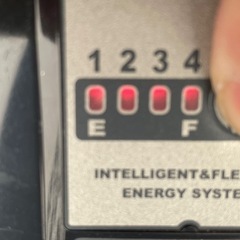 1 2 3 4
E F
INTELLIGENT&FLE
ENERGY SYSTE